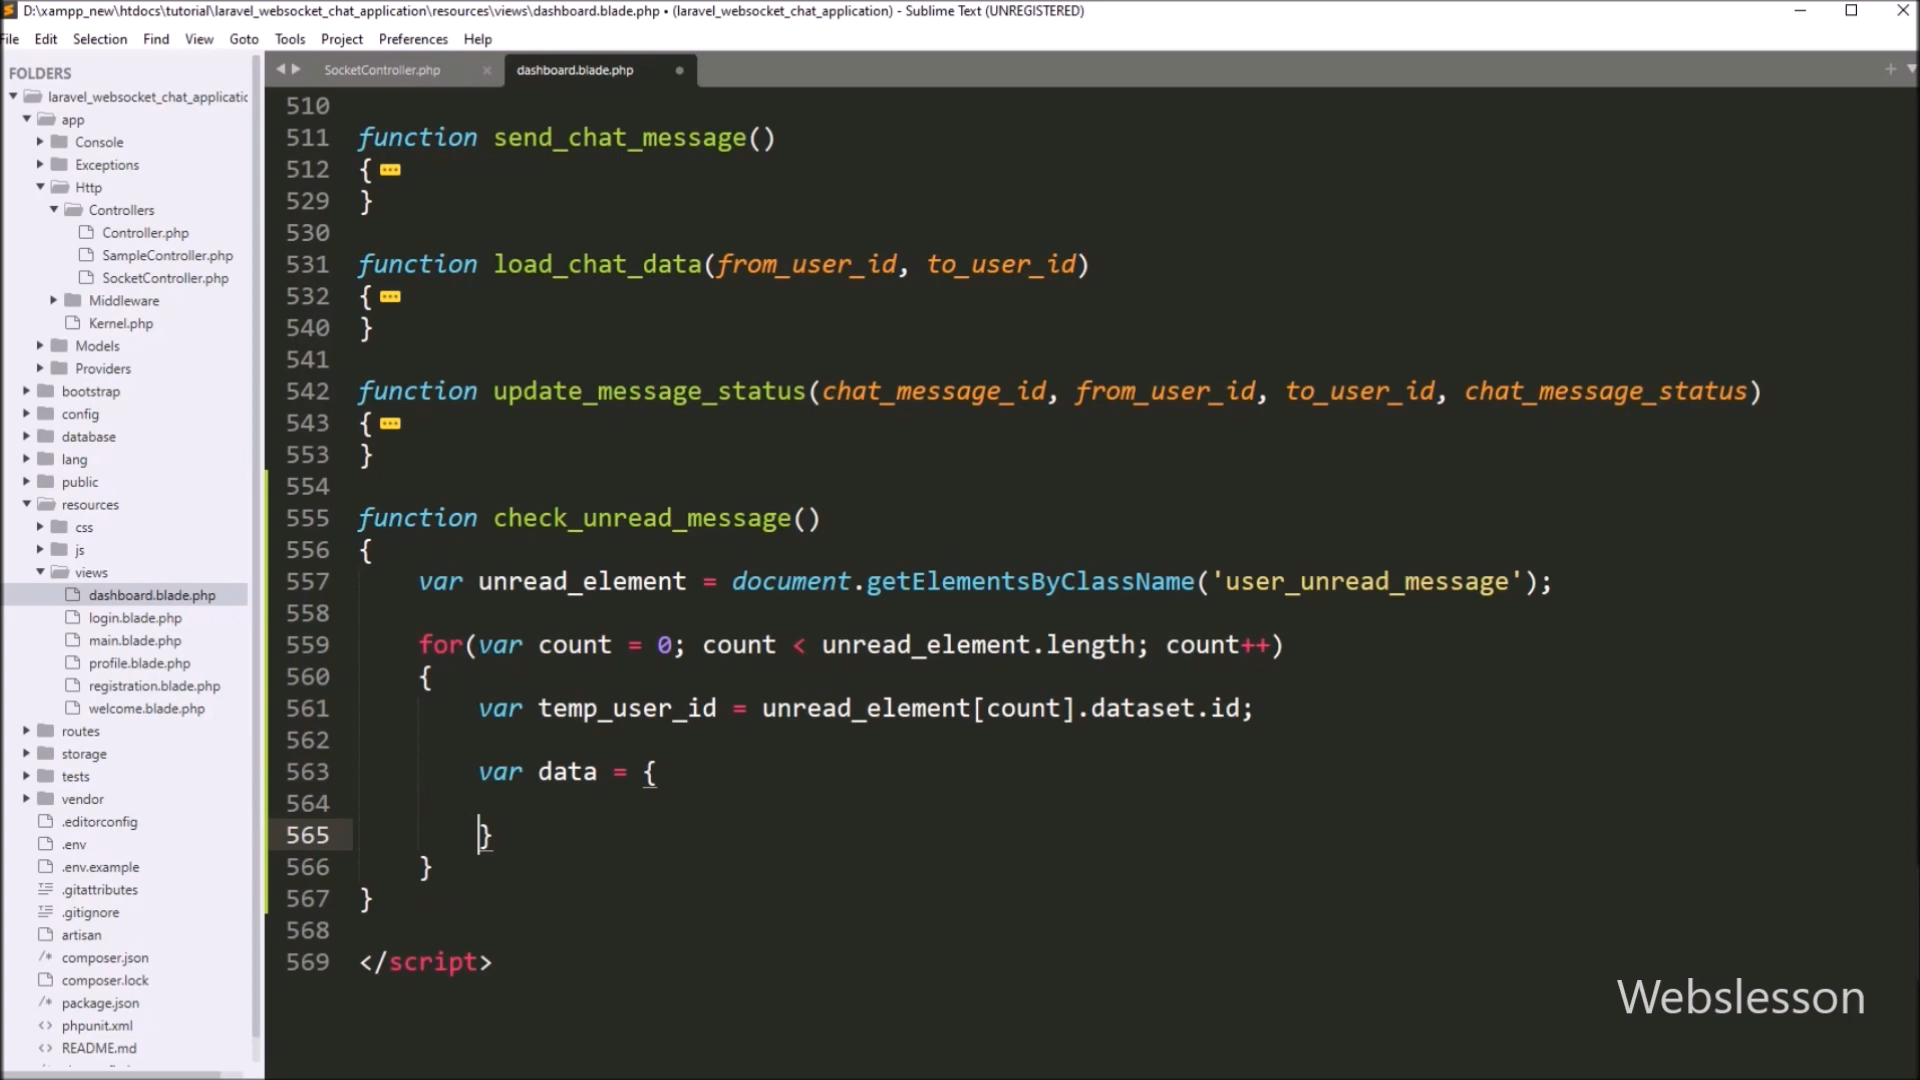 D:\xampp_new\htdocs\tutorial\laravel_websocket_chat_application\resources\views\dashboard.blade.php • (laravel_websocket_chat_application) - Sublime Text (UNREGISTERED)
File Edit Selection Find View Goto Tools Project Preferences Help
SocketController.php × dashboard.blade.php
FOLDERS
laravel_websocket_chat_applicatic
app
Console
Exceptions
Http
Controllers
Controller.php
SampleController.php
SocketController.php
Middleware
Kernel.php
Models
Providers
bootstrap
config
database
lang
public
resources
css
js
views
dashboard.blade.php
login.blade.php
main.blade.php
profile.blade.php
registration.blade.php
welcome.blade.php
routes
storage
tests
vendor
.editorconfig
.env
.env.example
.gitattributes
.gitignore
artisan
/* composer.json
composer.lock
/* package.json
<> phpunit.xml
<> README.md
510
511 function send_chat_message()
512 {
529 }
530
531 function load_chat_data(from_user_id, to_user_id)
532 {
540 }
541
542 function update_message_status(chat_message_id, from_user_id, to_user_id, chat_message_status)
543 {
553 }
554
555 function check_unread_message()
556 {
557 var unread_element = document.getElementsByClassName('user_unread_message');
558
559 for(var count = 0; count < unread_element.length; count++)
560 {
561 var temp_user_id = unread_element[count].dataset.id;
562
563 var data = {
564
565 }
566 }
567 }
568
569 </script>
Webslesson